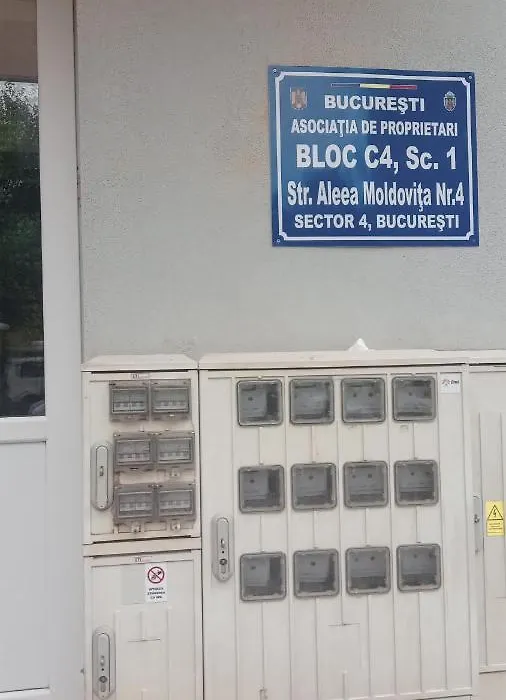 BUCUREŞTI
ASOCIAŢIA DE PROPRIETARI
BLOC C4, Sc. 1
Str. Aleea Moldoviţa Nr.4
SECTOR 4, BUCUREŞTI